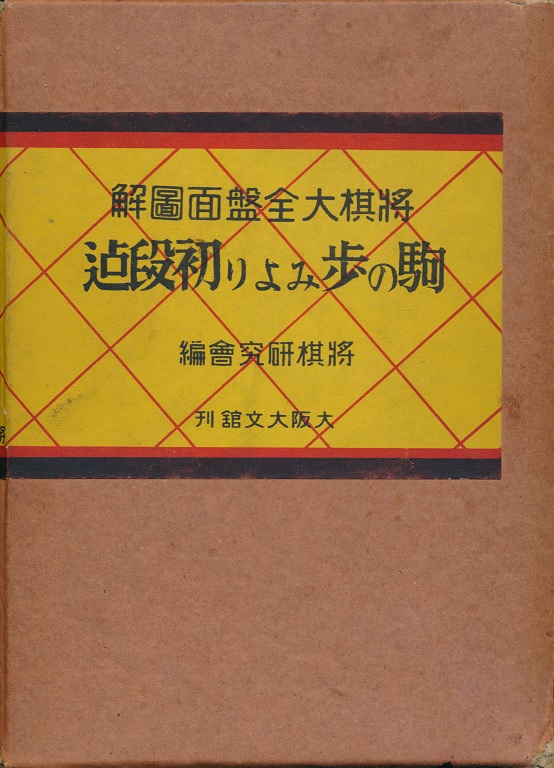 將棋大全盤面圖解
駒の歩みより初段迠
將棋研究會編
大阪大文舘刊